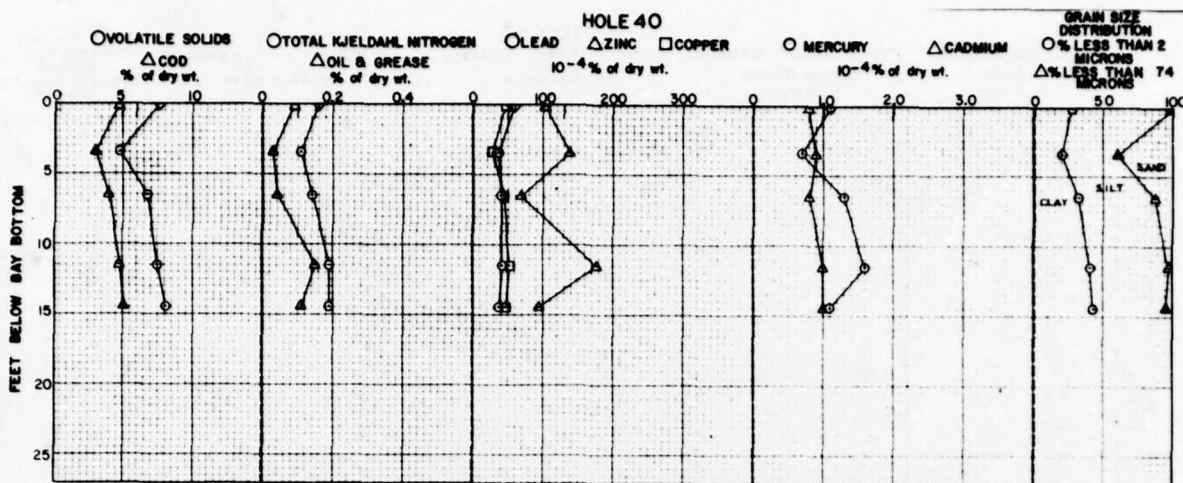 HOLE 40
VOLATILE SOLIDS
COD
% of dry wt.
TOTAL KJELDAHL NITROGEN
OIL & GREASE
% of dry wt.
LEAD ZINC COPPER
10-4 % of dry wt.
MERCURY CADMIUM
10-4 % of dry wt.
GRAIN SIZE
DISTRIBUTION
% LESS THAN 2
MICRONS
% LESS THAN 74
MICRONS
0 5 10 0 0.2 0.4 0 100 200 300 0 1.0 2.0 3.0 0 50 100
FEET BELOW BAY BOTTOM
0
5
10
15
20
25
SAND
SILT
CLAY